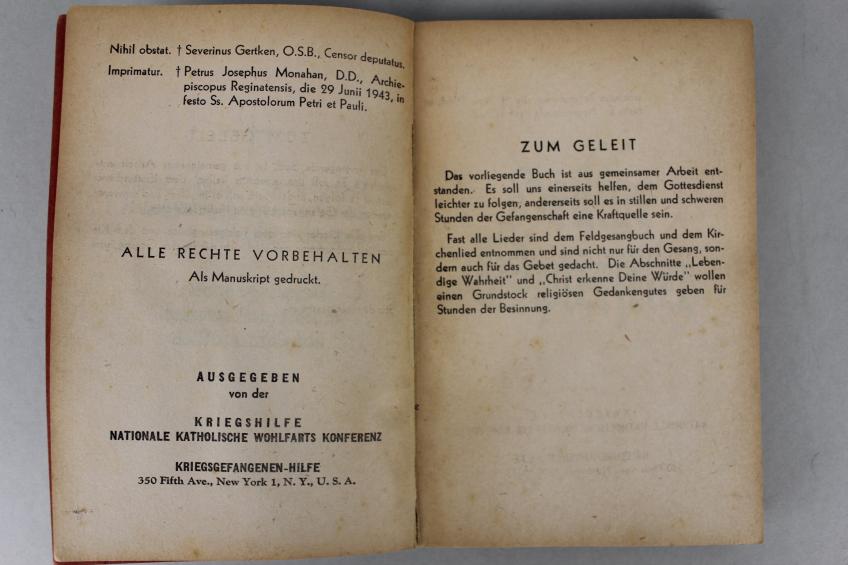 Nihil obstat. † Severinus Gertken, O.S.B., Censor deputatus.
Imprimatur. † Petrus Josephus Monahan, D.D., Archie-
piscopus Reginatensis, die 29 Junii 1943, in
festo Ss. Apostolorum Petri et Pauli.
ALLE RECHTE VORBEHALTEN
Als Manuskript gedruckt.
AUSGEGEBEN
von der
KRIEGSHILFE
NATIONALE KATHOLISCHE WOHLFARTS KONFERENZ
KRIEGSGEFANGENEN-HILFE
350 Fifth Ave., New York 1, N. Y., U. S. A.
ZUM GELEIT
Das vorliegende Buch ist aus gemeinsamer Arbeit ent-
standen. Es soll uns einerseits helfen, dem Gottesdienst
leichter zu folgen, andererseits soll es in stillen und schweren
Stunden der Gefangenschaft eine Kraftquelle sein.
Fast alle Lieder sind dem Feldgesangbuch und dem Kir-
chenlied entnommen und sind nicht nur für den Gesang, son-
dern auch für das Gebet gedacht. Die Abschnitte „Leben-
dige Wahrheit" und „Christ erkenne Deine Würde" wollen
einen Grundstock religiösen Gedankengutes geben für
Stunden der Besinnung.